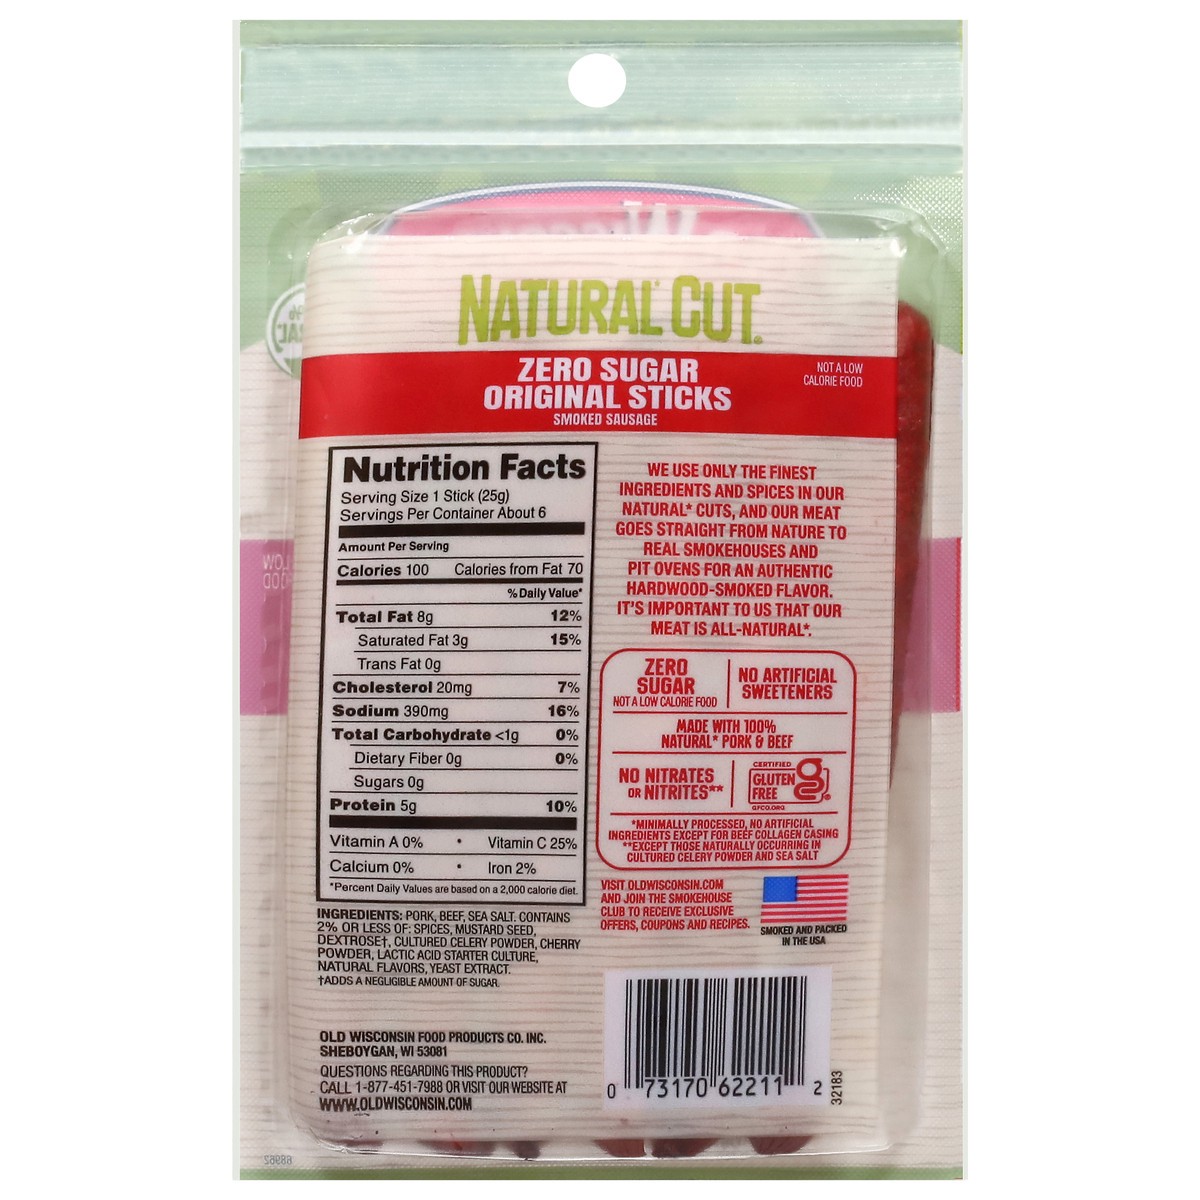 NATURAL CUT®
ZERO SUGAR
ORIGINAL STICKS
SMOKED SAUSAGE
NOT A LOW
CALORIE FOOD
Nutrition Facts
Serving Size 1 Stick (25g)
Servings Per Container About 6
Amount Per Serving
Calories 100 Calories from Fat 70
% Daily Value*
Total Fat 8g 12%
Saturated Fat 3g 15%
Trans Fat 0g
Cholesterol 20mg 7%
Sodium 390mg 16%
Total Carbohydrate <1g 0%
Dietary Fiber 0g 0%
Sugars 0g
Protein 5g 10%
Vitamin A 0% • Vitamin C 25%
Calcium 0% • Iron 2%
*Percent Daily Values are based on a 2,000 calorie diet.
INGREDIENTS: PORK, BEEF, SEA SALT. CONTAINS
2% OR LESS OF: SPICES, MUSTARD SEED,
DEXTROSE†, CULTURED CELERY POWDER, CHERRY
POWDER, LACTIC ACID STARTER CULTURE,
NATURAL FLAVORS, YEAST EXTRACT.
†ADDS A NEGLIGIBLE AMOUNT OF SUGAR.
OLD WISCONSIN FOOD PRODUCTS CO. INC.
SHEBOYGAN, WI 53081
QUESTIONS REGARDING THIS PRODUCT?
CALL 1-877-451-7988 OR VISIT OUR WEBSITE AT
WWW.OLDWISCONSIN.COM
WE USE ONLY THE FINEST
INGREDIENTS AND SPICES IN OUR
NATURAL* CUTS, AND OUR MEAT
GOES STRAIGHT FROM NATURE TO
REAL SMOKEHOUSES AND
PIT OVENS FOR AN AUTHENTIC
HARDWOOD-SMOKED FLAVOR.
IT'S IMPORTANT TO US THAT OUR
MEAT IS ALL-NATURAL*.
ZERO
SUGAR
NOT A LOW CALORIE FOOD
NO ARTIFICIAL
SWEETENERS
MADE WITH 100%
NATURAL* PORK & BEEF
NO NITRATES
OR NITRITES**
CERTIFIED
GLUTEN
FREE
GFCO.ORG
*MINIMALLY PROCESSED, NO ARTIFICIAL
INGREDIENTS EXCEPT FOR BEEF COLLAGEN CASING
**EXCEPT THOSE NATURALLY OCCURRING IN
CULTURED CELERY POWDER AND SEA SALT
VISIT OLDWISCONSIN.COM
AND JOIN THE SMOKEHOUSE
CLUB TO RECEIVE EXCLUSIVE
OFFERS, COUPONS AND RECIPES.
SMOKED AND PACKED
IN THE USA
0 73170 62211 2
32183
68962